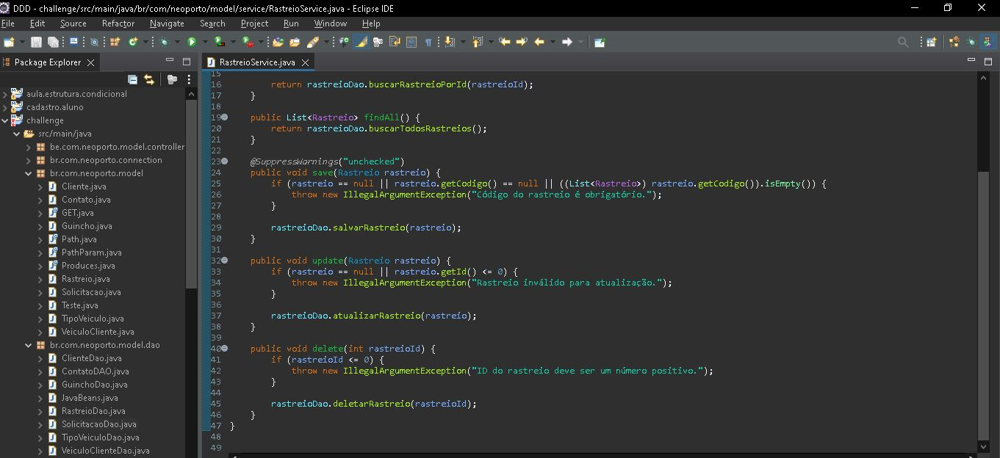 DDD - challenge/src/main/java/br/com/neoporto/model/service/RastreioService.java - Eclipse IDE
File Edit Source Refactor Navigate Search Project Run Window Help
Package Explorer
aula.estrutura.condicional
cadastro.aluno
challenge
src/main/java
be.com.neoporto.model.controller
br.com.neoporto.connection
br.com.neoporto.model
Cliente.java
Contato.java
GET.java
Guincho.java
Path.java
PathParam.java
Produces.java
Rastreio.java
Solicitacao.java
Teste.java
TipoVeiculo.java
VeiculoCliente.java
br.com.neoporto.model.dao
ClienteDao.java
ContatoDAO.java
GuinchoDao.java
JavaBeans.java
RastreioDao.java
SolicitacaoDao.java
TipoVeiculoDao.java
VeiculoClienteDao.java
RastreioService.java
15
16 return rastreioDao.buscarRastreioPorId(rastreioId);
17 }
18
19 public List<Rastreio> findAll() {
20 return rastreioDao.buscarTodosRastreios();
21 }
22
23 @SuppressWarnings("unchecked")
24 public void save(Rastreio rastreio) {
25 if (rastreio == null || rastreio.getCodigo() == null || ((List<Rastreio>) rastreio.getCodigo()).isEmpty()) {
26 throw new IllegalArgumentException("Código do rastreio é obrigatório.");
27 }
28
29 rastreioDao.salvarRastreio(rastreio);
30 }
31
32 public void update(Rastreio rastreio) {
33 if (rastreio == null || rastreio.getId() <= 0) {
34 throw new IllegalArgumentException("Rastreio inválido para atualização.");
35 }
36
37 rastreioDao.atualizarRastreio(rastreio);
38 }
39
40 public void delete(int rastreioId) {
41 if (rastreioId <= 0) {
42 throw new IllegalArgumentException("ID do rastreio deve ser um número positivo.");
43 }
44
45 rastreioDao.deletarRastreio(rastreioId);
46 }
47 }
48
49